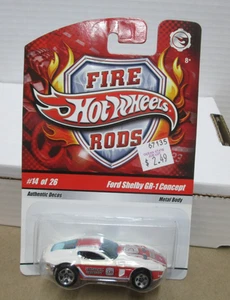 FIRE
Hot Wheels
RODS
8+
67135
$2.49
#14 of 26
Ford Shelby GR-1 Concept
Authentic Decos
Metal Body